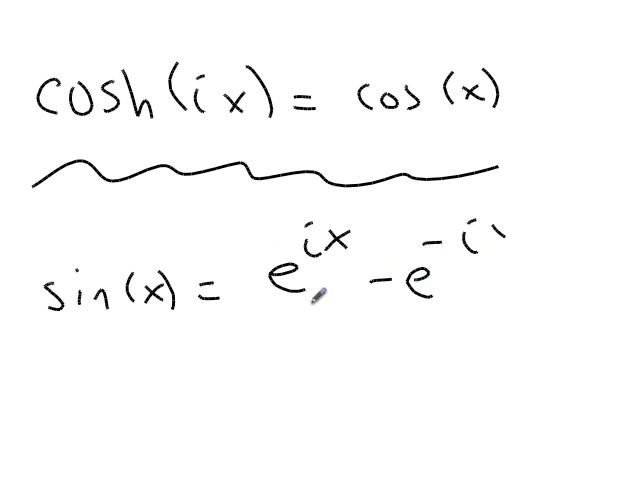 cosh(ix) = cos(x)
sin(x) = e^ix - e^-i